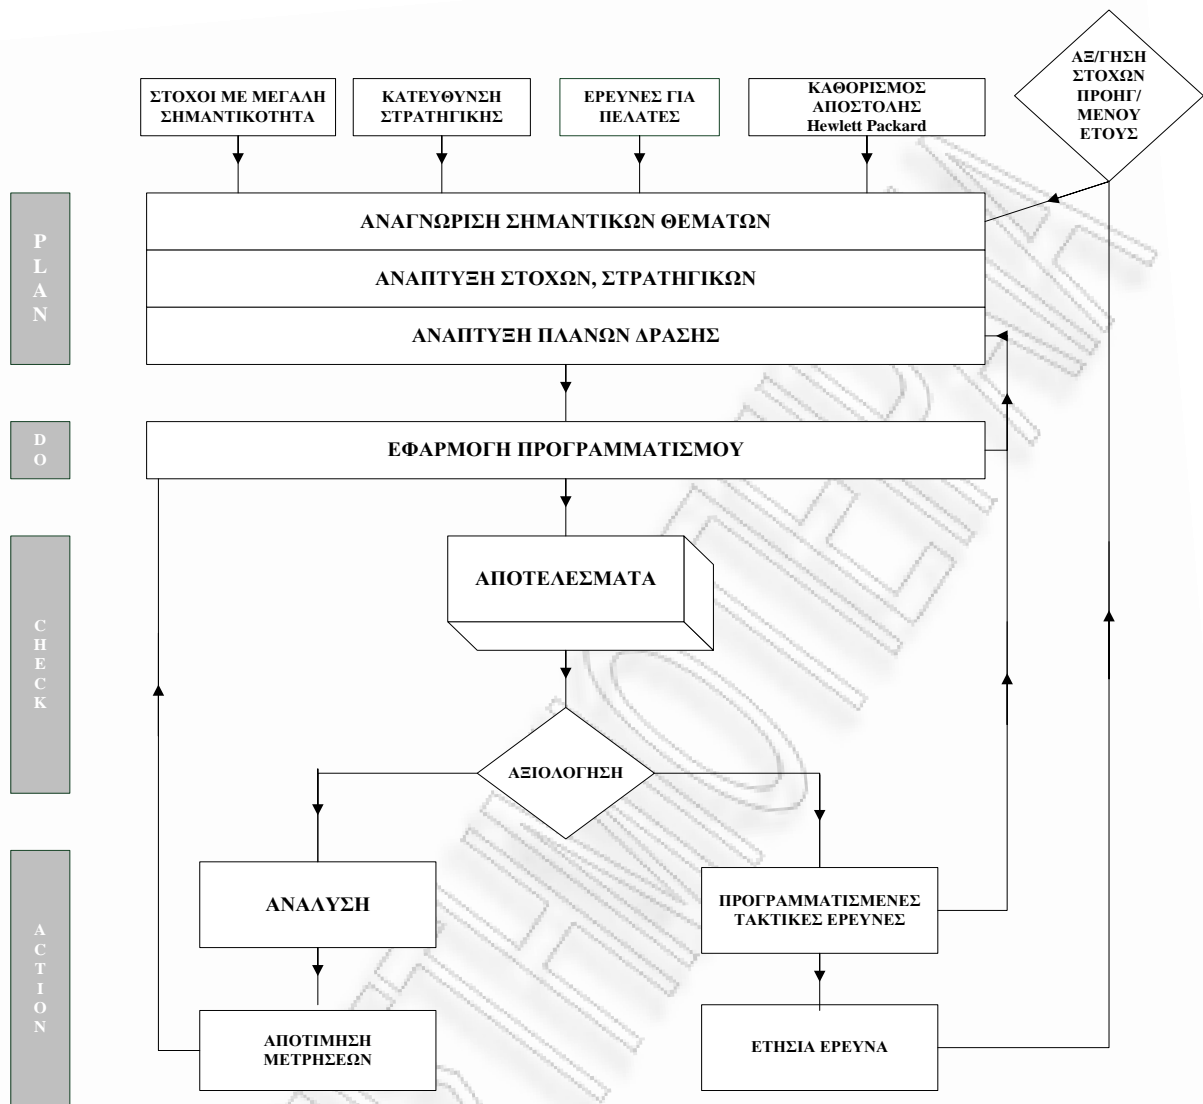 ΑΞ/ΓΗΣΗ
ΣΤΟΧΩΝ
ΠΡΟΗΓ/
ΜΕΝΟΥ
ΕΤΟΥΣ
ΣΤΟΧΟΙ ΜΕ ΜΕΓΑΛΗ
ΣΗΜΑΝΤΙΚΟΤΗΤΑ
ΚΑΤΕΥΘΥΝΣΗ
ΣΤΡΑΤΗΓΙΚΗΣ
ΕΡΕΥΝΕΣ ΓΙΑ
ΠΕΛΑΤΕΣ
ΚΑΘΟΡΙΣΜΟΣ
ΑΠΟΣΤΟΛΗΣ
Hewlett Packard
P
L
A
N
ΑΝΑΓΝΩΡΙΣΗ ΣΗΜΑΝΤΙΚΩΝ ΘΕΜΑΤΩΝ
ΑΝΑΠΤΥΞΗ ΣΤΟΧΩΝ, ΣΤΡΑΤΗΓΙΚΩΝ
ΑΝΑΠΤΥΞΗ ΠΛΑΝΩΝ ΔΡΑΣΗΣ
D
O
ΕΦΑΡΜΟΓΗ ΠΡΟΓΡΑΜΜΑΤΙΣΜΟΥ
C
H
E
C
K
ΑΠΟΤΕΛΕΣΜΑΤΑ
ΑΞΙΟΛΟΓΗΣΗ
A
C
T
I
O
N
ΑΝΑΛΥΣΗ
ΠΡΟΓΡΑΜΜΑΤΙΣΜΕΝΕΣ
ΤΑΚΤΙΚΕΣ ΕΡΕΥΝΕΣ
ΑΠΟΤΙΜΗΣΗ
ΜΕΤΡΗΣΕΩΝ
ΕΤΗΣΙΑ ΕΡΕΥΝΑ